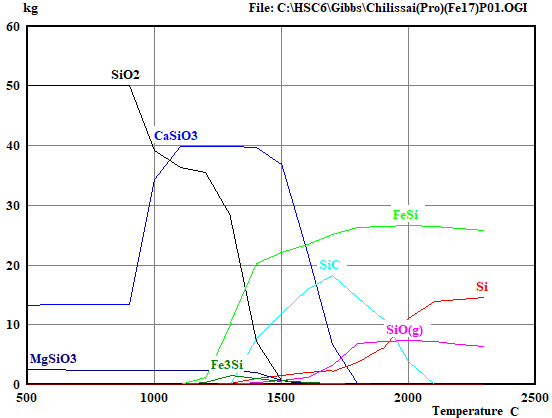 kg File: C:\HSC6\Gibbs\Chilissai(Pro)(Fe17)P01.OGI
60
SiO2
50
CaSiO3
40
30
FeSi
SiC
20
Si
10
SiO(g)
MgSiO3
Fe3Si
0
500 1000 1500 2000 2500
Temperature C